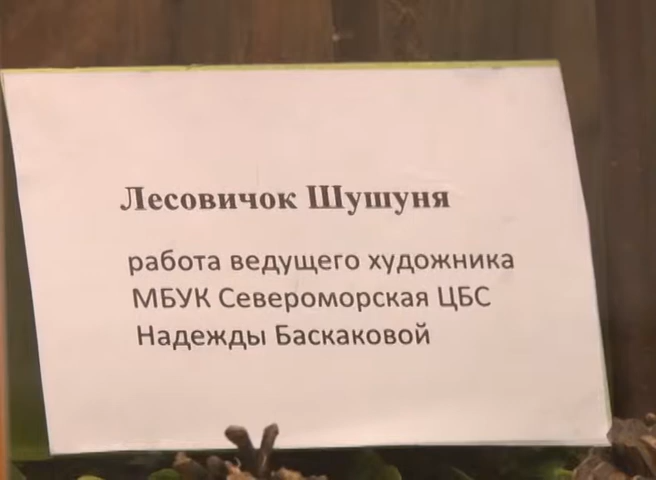 Лесовичок Шушуня
работа ведущего художника
МБУК Североморская ЦБС
Надежды Баскаковой